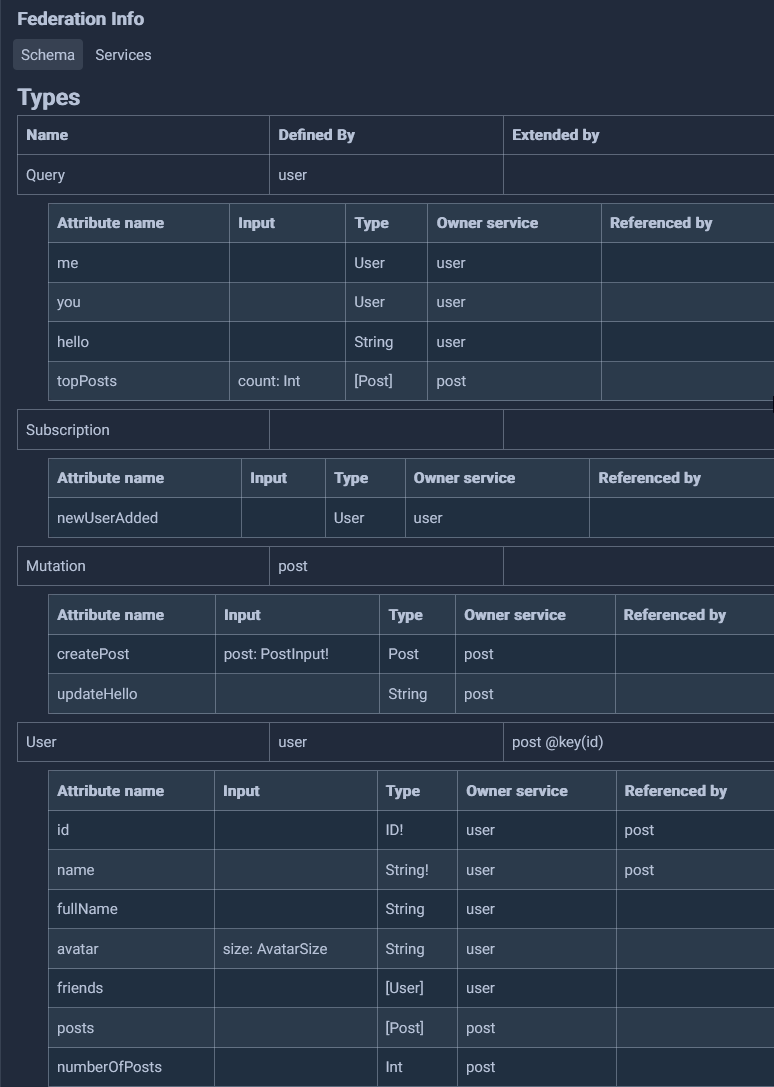 Federation Info
Schema Services
Types
Name Defined By Extended by
Query user
Attribute name Input Type Owner service Referenced by
me User user
you User user
hello String user
topPosts count: Int [Post] post
Subscription
Attribute name Input Type Owner service Referenced by
newUserAdded User user
Mutation post
Attribute name Input Type Owner service Referenced by
createPost post: PostInput! Post post
updateHello String post
User user post @key(id)
Attribute name Input Type Owner service Referenced by
id ID! user post
name String! user post
fullName String user
avatar size: AvatarSize String user
friends [User] user
posts [Post] post
numberOfPosts Int post